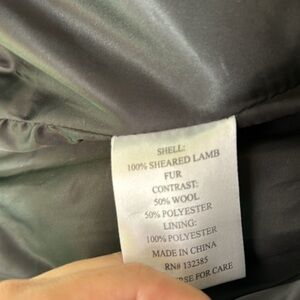 SHELL:
100% SHEARED LAMB
FUR
CONTRAST:
50% WOOL
50% POLYESTER
LINING:
100% POLYESTER
MADE IN CHINA
RN# 132385
FOR CARE